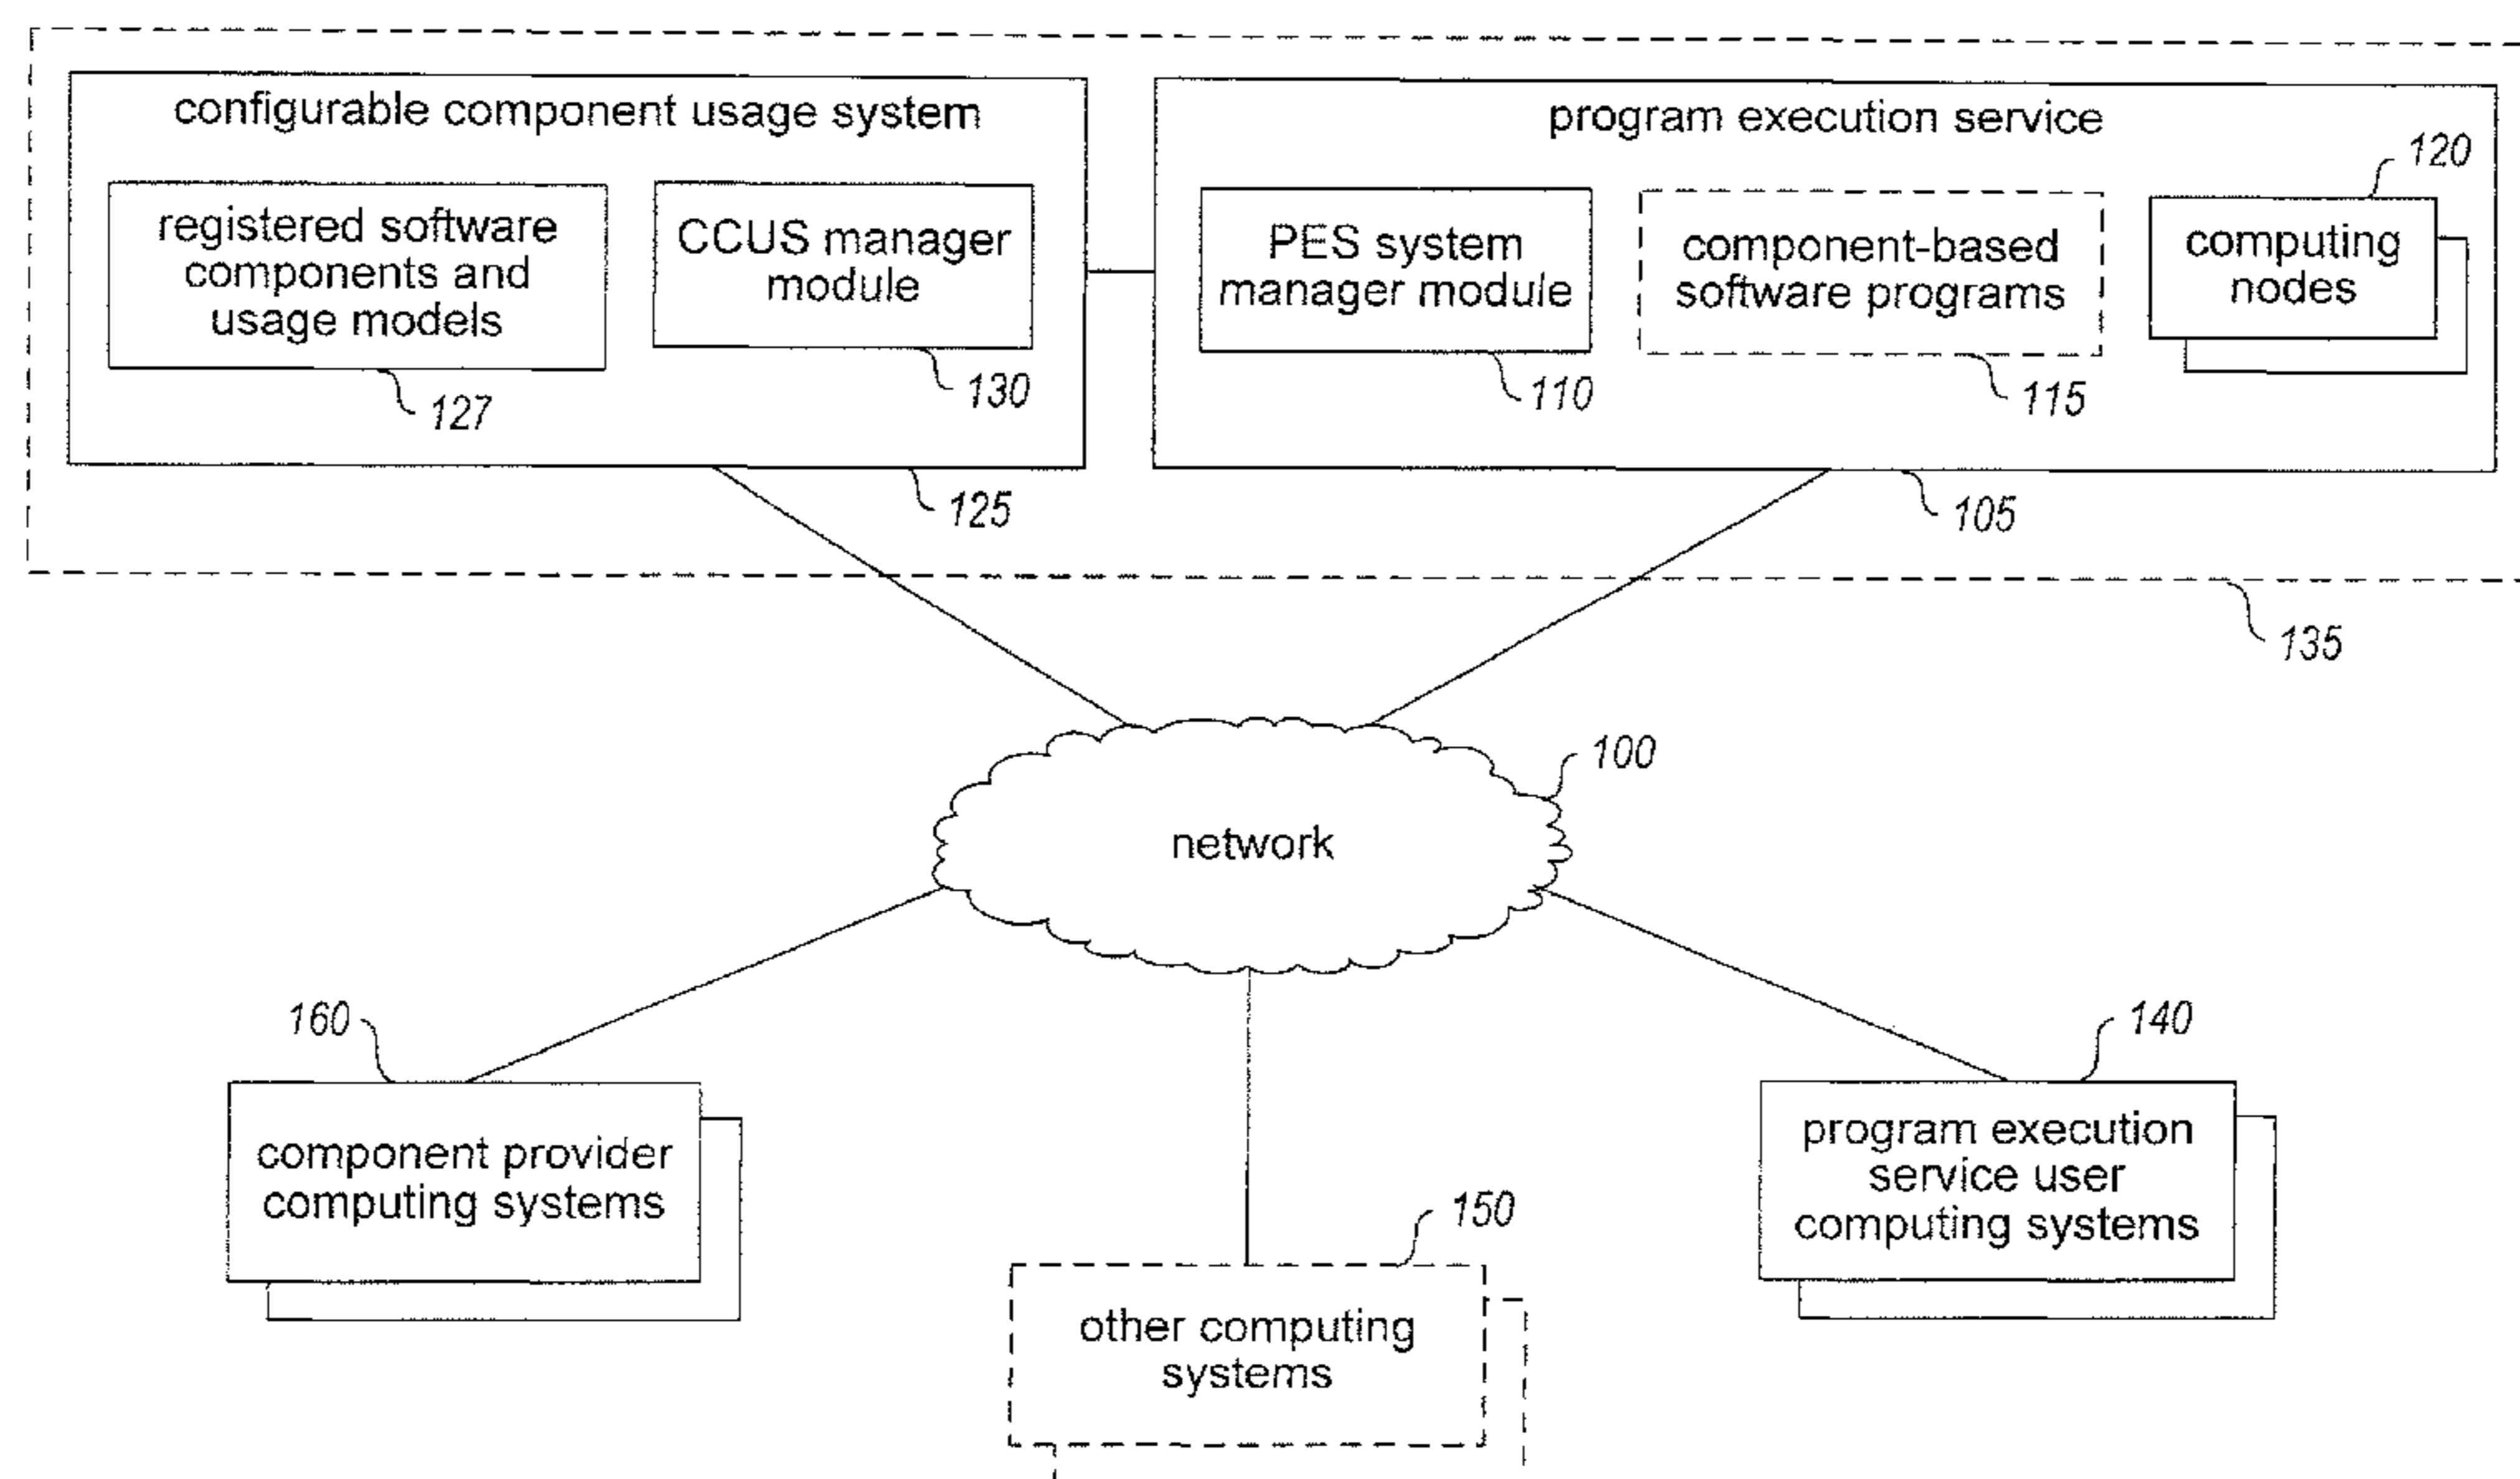 configurable component usage system
registered software
components and
usage models
127
CCUS manager
module
130
125
program execution service
PES system
manager module
110
component-based
software programs
115
120
computing
nodes
105
135
100
network
160
component provider
computing systems
150
other computing
systems
140
program execution
service user
computing systems